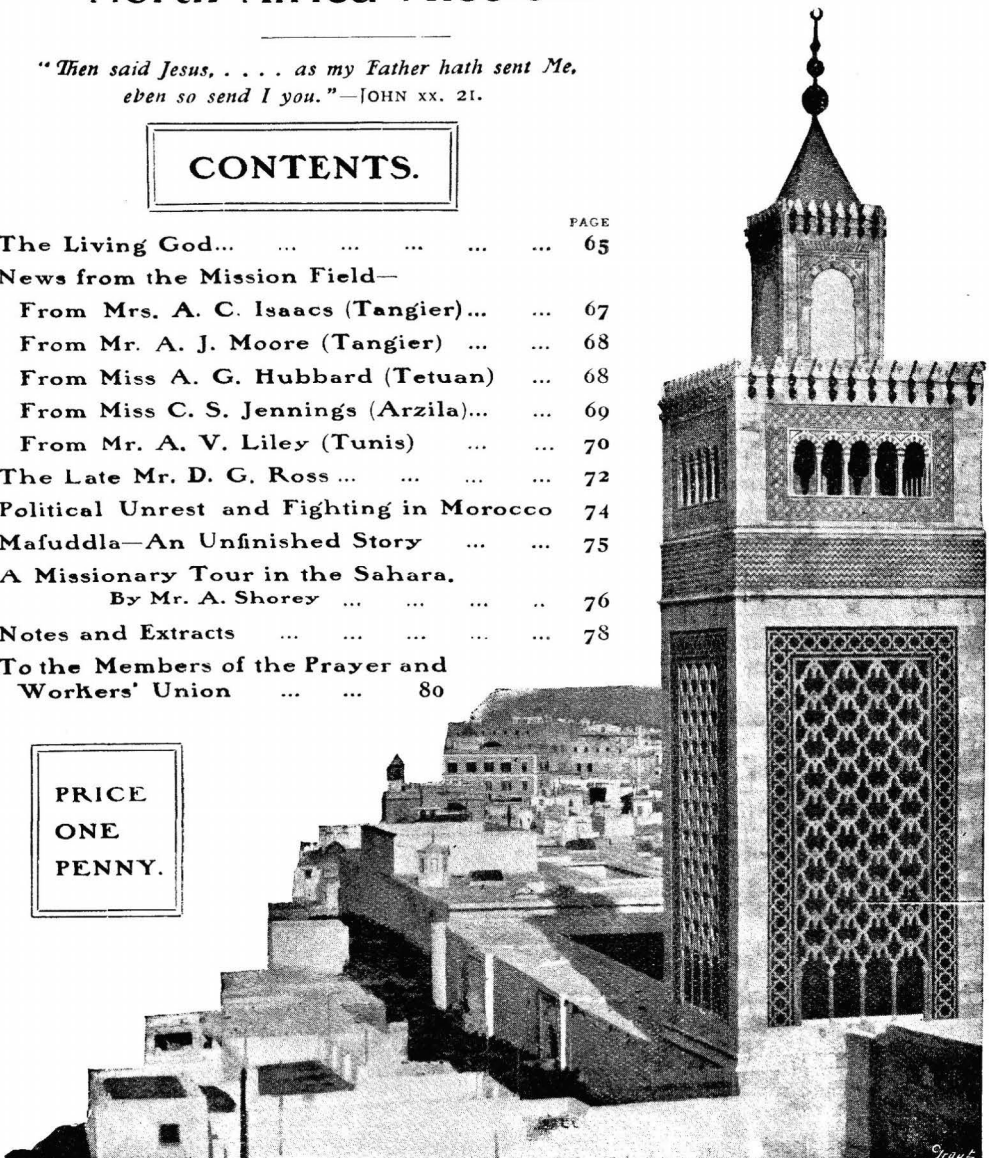 North Africa
"Then said Jesus, . . . . . as my Father hath sent Me,
even so send I you."—JOHN xx. 21.
CONTENTS.
PAGE
The Living God... ... ... ... ... ... 65
News from the Mission Field—
From Mrs. A. C. Isaacs (Tangier)... ... 67
From Mr. A. J. Moore (Tangier) ... ... 68
From Miss A. G. Hubbard (Tetuan) ... 68
From Miss C. S. Jennings (Arzila)... ... 69
From Mr. A. V. Liley (Tunis) ... ... 70
The Late Mr. D. G. Ross ... ... ... ... 72
Political Unrest and Fighting in Morocco 74
Mafuddla—An Unfinished Story ... ... 75
A Missionary Tour in the Sahara.
By Mr. A. Shorey ... ... ... .. 76
Notes and Extracts ... ... ... ... ... 78
To the Members of the Prayer and
Workers' Union ... ... 80
PRICE
ONE
PENNY.